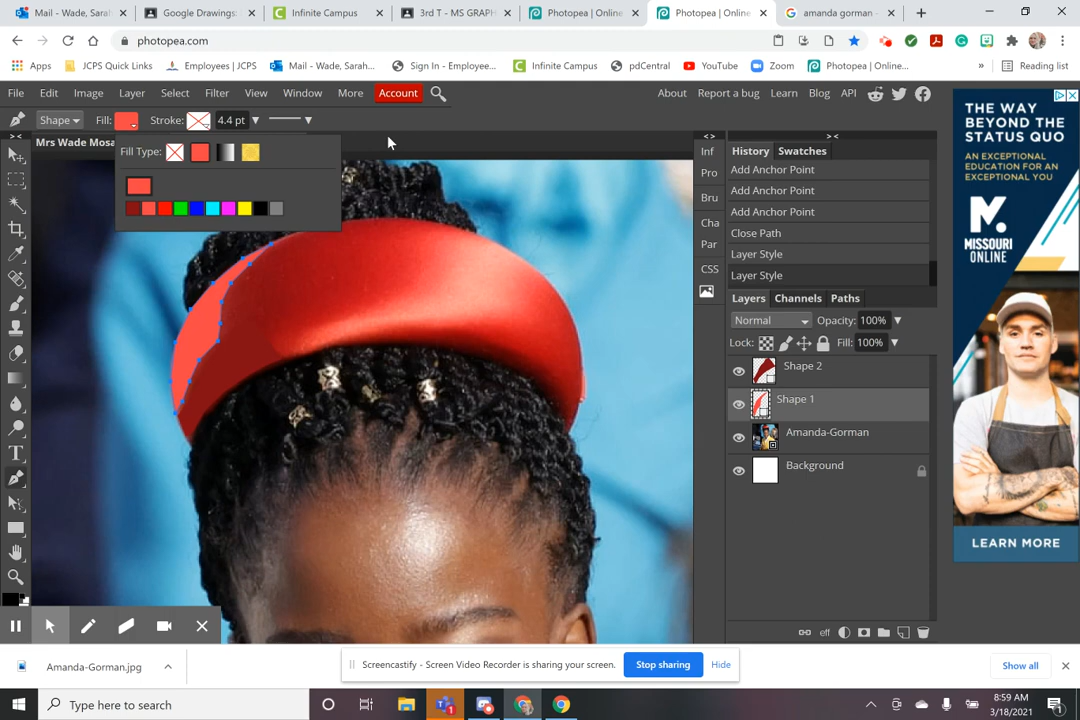 Mail - Wade, Sarah
Google Drawings:
Infinite Campus
3rd T - MS GRAPH
Photopea | Online
Photopea | Online
amanda gorman -
photopea.com
Apps
JCPS Quick Links
Employees | JCPS
Mail - Wade, Sarah...
Sign In - Employee...
Infinite Campus
pdCentral
YouTube
Zoom
Photopea | Online...
»
Reading list
File Edit Image Layer Select Filter View Window More Account
About Report a bug Learn Blog API
Shape Fill: Stroke: 4.4 pt
Mrs Wade Mosa
Fill Type:
Inf
Pro
Bru
Cha
Par
CSS
History Swatches
Add Anchor Point
Add Anchor Point
Add Anchor Point
Close Path
Layer Style
Layer Style
Layers Channels Paths
Normal Opacity: 100%
Lock: Fill: 100%
Shape 2
Shape 1
Amanda-Gorman
Background
eff
THE WAY
BEYOND THE
STATUS QUO
AN EXCEPTIONAL
EDUCATION FOR AN
EXCEPTIONAL YOU
MISSOURI
ONLINE
LEARN MORE
Amanda-Gorman.jpg
Screencastify - Screen Video Recorder is sharing your screen.
Stop sharing
Hide
Show all
Type here to search
8:59 AM
3/18/2021